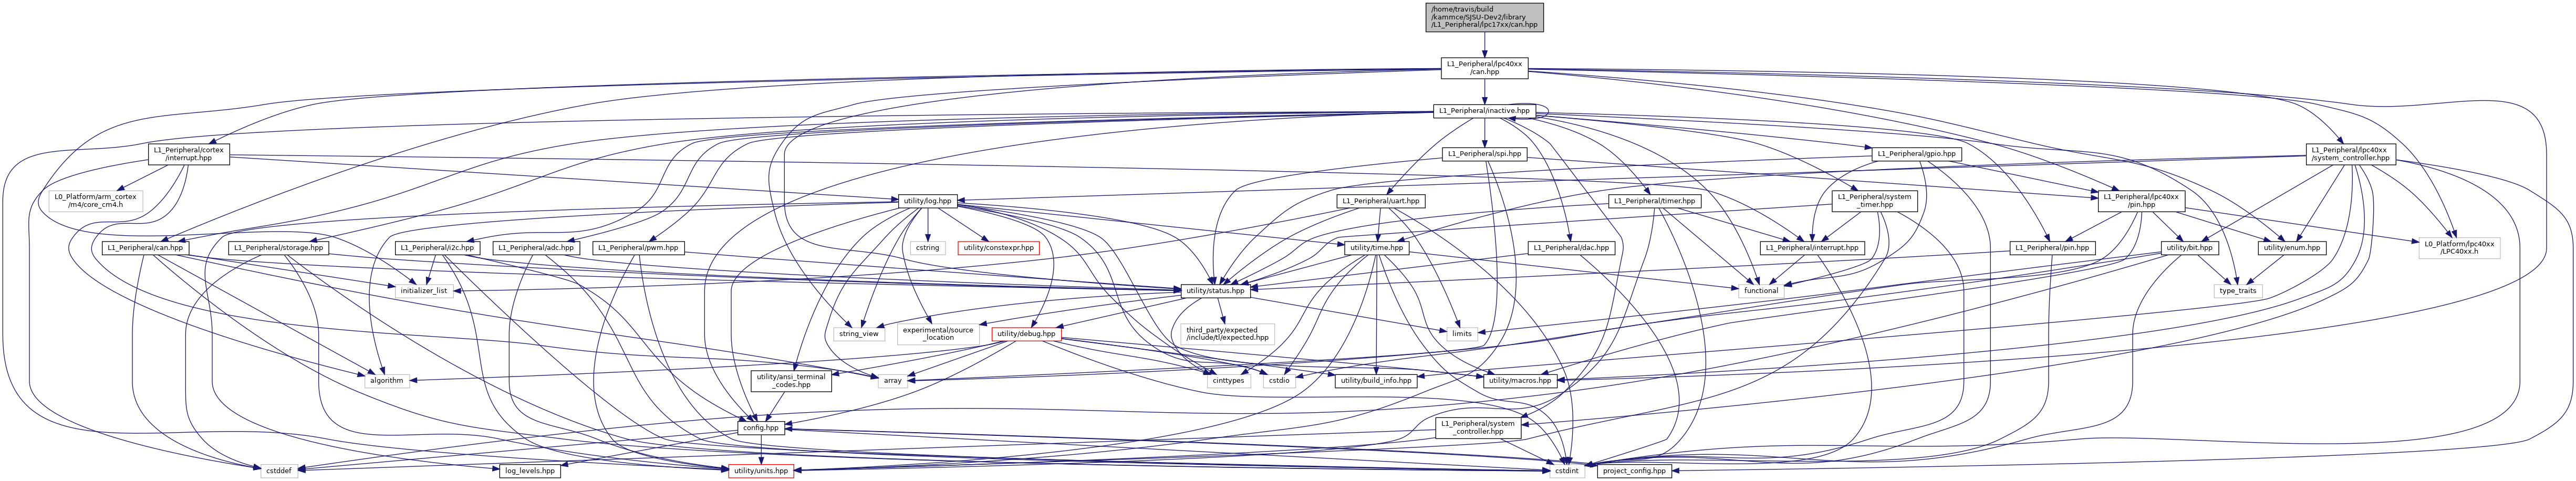 /home/travis/build
/kammce/SJSU-Dev2/library
/L1_Peripheral/lpc17xx/can.hpp
L1_Peripheral/lpc40xx
/can.hpp
L1_Peripheral/inactive.hpp
L1_Peripheral/cortex
/interrupt.hpp
L1_Peripheral/spi.hpp
L1_Peripheral/gpio.hpp
L1_Peripheral/lpc40xx
/system_controller.hpp
L0_Platform/arm_cortex
/m4/core_cm4.h
utility/log.hpp
L1_Peripheral/uart.hpp
L1_Peripheral/timer.hpp
L1_Peripheral/system
_timer.hpp
L1_Peripheral/lpc40xx
/pin.hpp
L1_Peripheral/can.hpp
L1_Peripheral/storage.hpp
L1_Peripheral/i2c.hpp
L1_Peripheral/adc.hpp
L1_Peripheral/pwm.hpp
cstring
utility/constexpr.hpp
utility/time.hpp
L1_Peripheral/dac.hpp
L1_Peripheral/interrupt.hpp
L1_Peripheral/pin.hpp
utility/bit.hpp
utility/enum.hpp
L0_Platform/lpc40xx
/LPC40xx.h
initializer_list
utility/status.hpp
functional
type_traits
string_view
experimental/source
_location
utility/debug.hpp
third_party/expected
/include/tl/expected.hpp
limits
algorithm
utility/ansi_terminal
_codes.hpp
array
cinttypes
cstdio
utility/build_info.hpp
utility/macros.hpp
config.hpp
L1_Peripheral/system
_controller.hpp
cstddef
log_levels.hpp
utility/units.hpp
cstdint
project_config.hpp